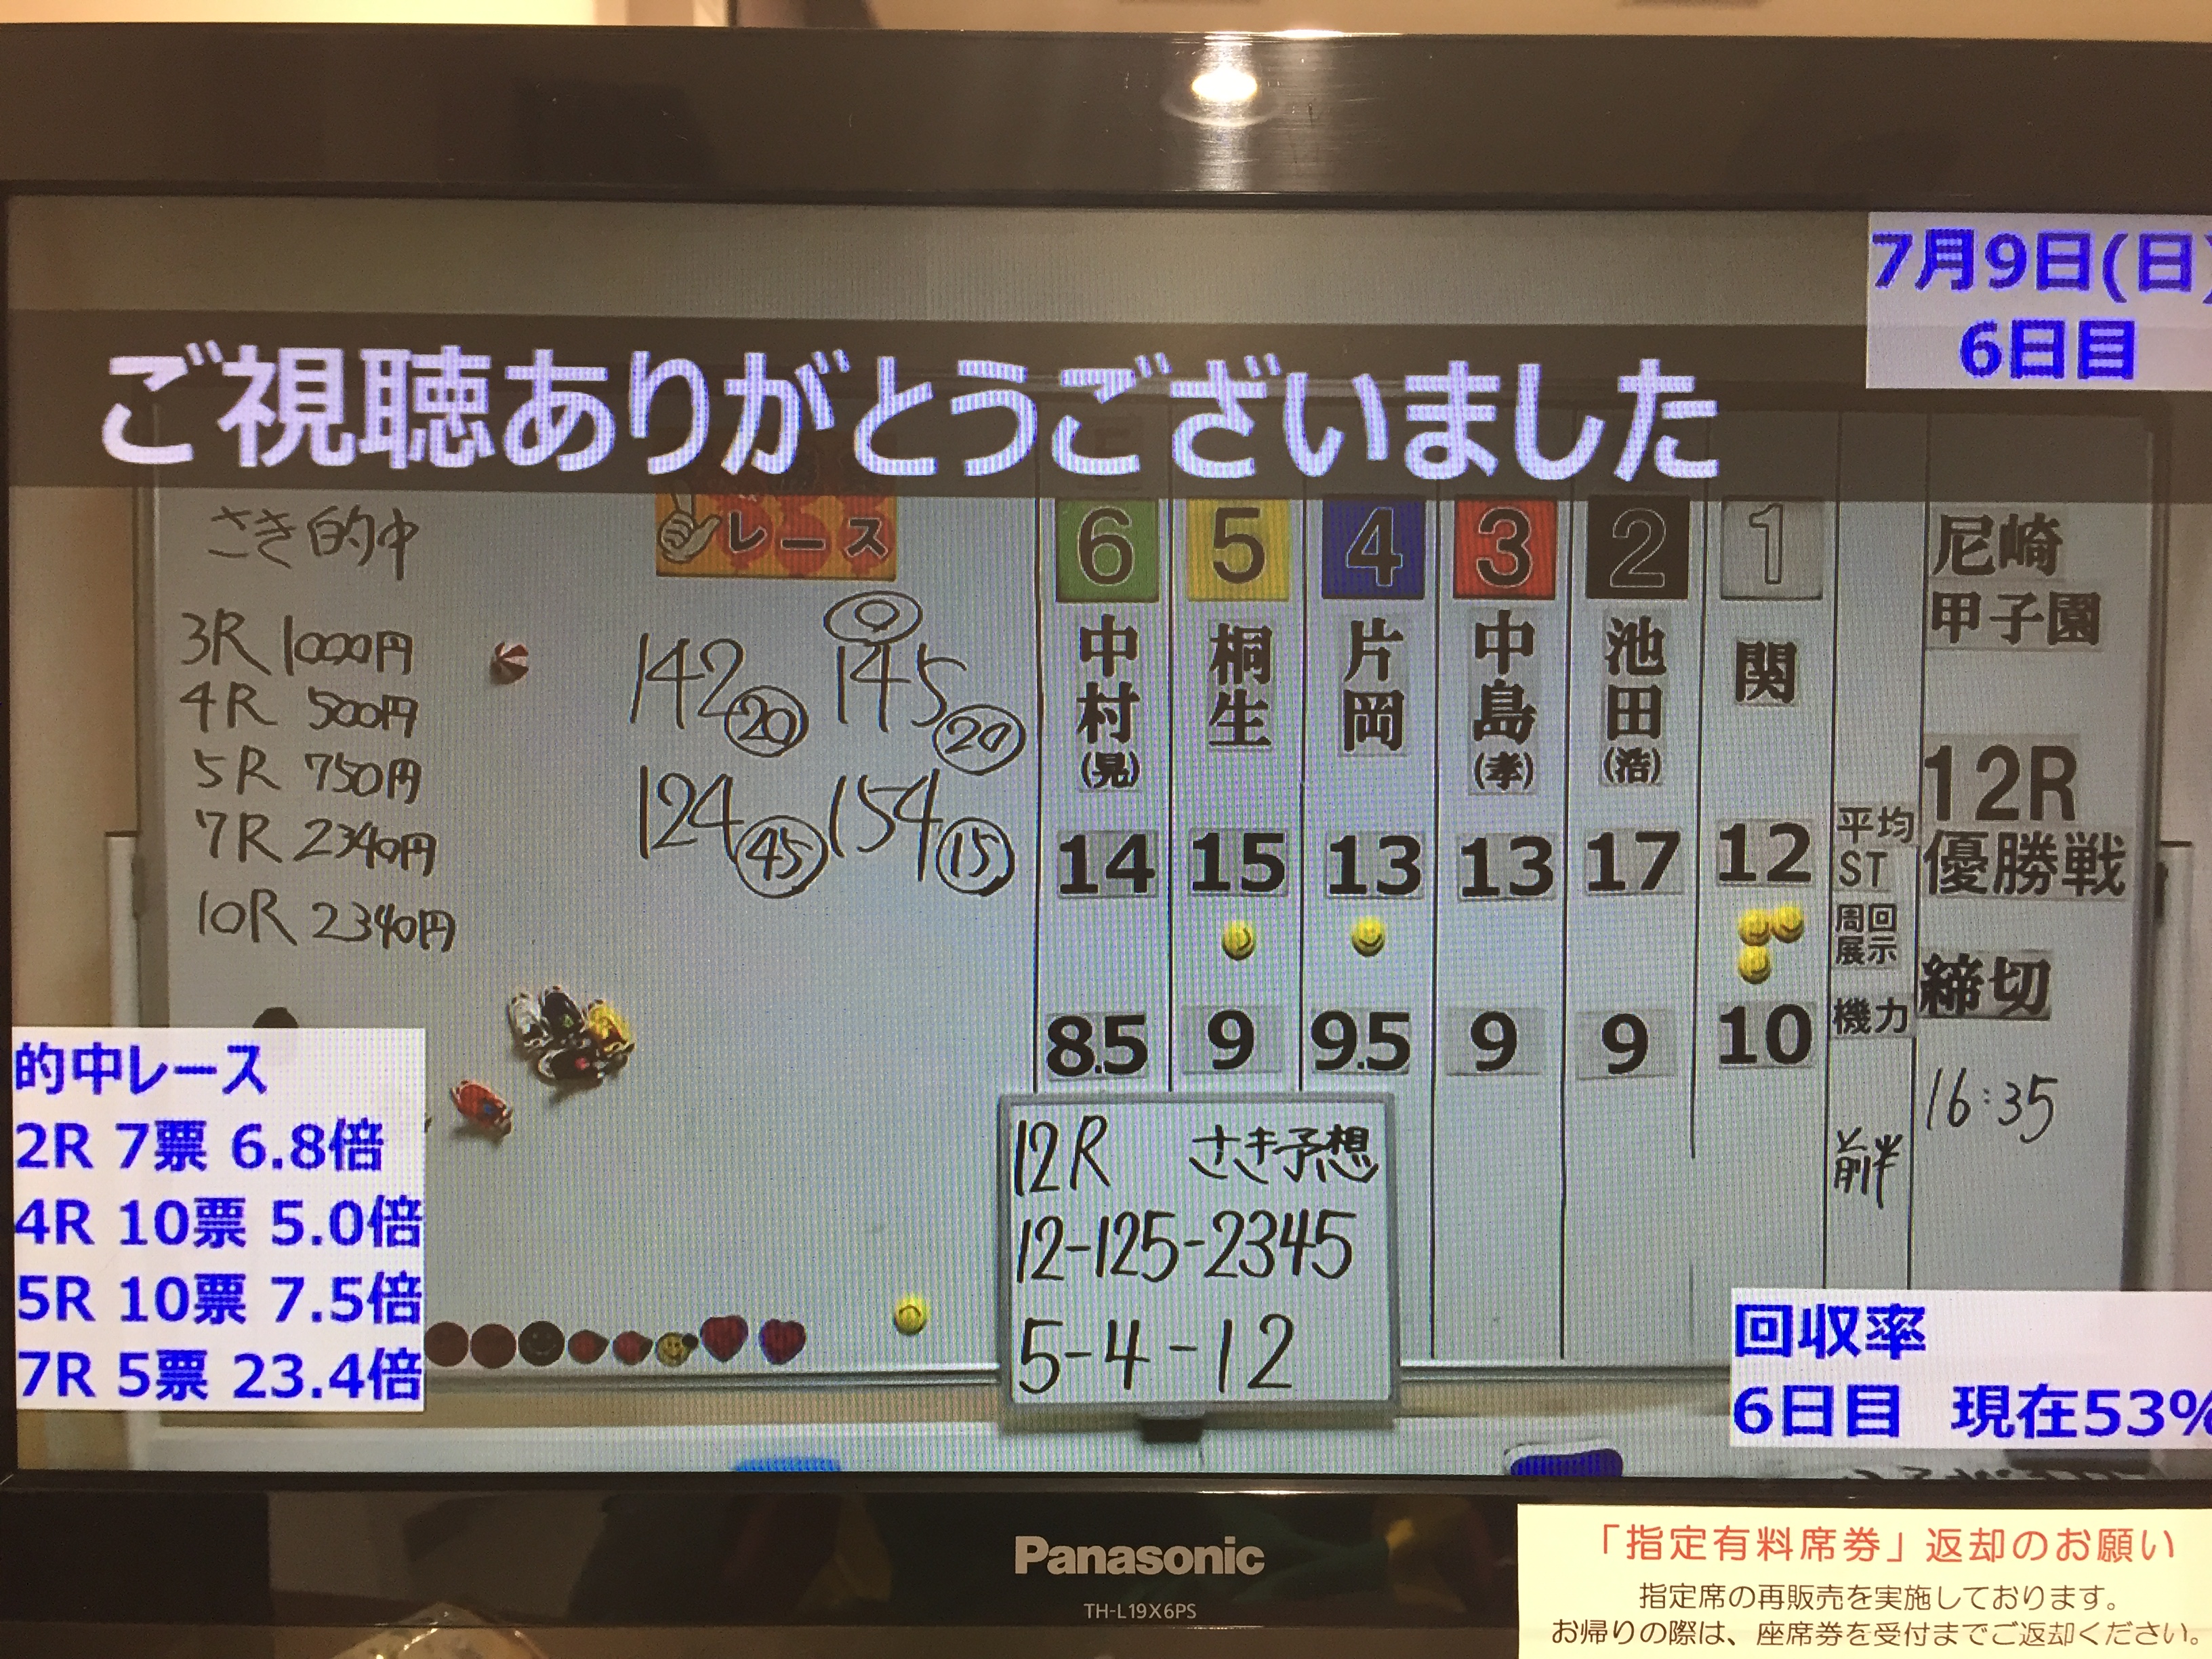 7月9日(日)
6日目
ご視聴ありがとうございました
さき的中
3R 1000円
4R 500円
5R 750円
7R 2340円
10R 2340円
レース
142 20 145 20
124 45 154 15
6 5 4 3 2 1
中村(晃) 桐生 片岡 中島(孝) 池田(浩) 関
14 15 13 13 17 12 平均ST
周回展示
8.5 9 9.5 9 9 10 機力
前半
尼崎
甲子園
12R
優勝戦
締切
16:35
12R さき予想
12-125-2345
5-4-12
的中レース
2R 7票 6.8倍
4R 10票 5.0倍
5R 10票 7.5倍
7R 5票 23.4倍
回収率
6日目 現在53%
Panasonic
TH-L19X6PS
「指定有料席券」返却のお願い
指定席の再販売を実施しております。
お帰りの際は、座席券を受付までご返却ください。